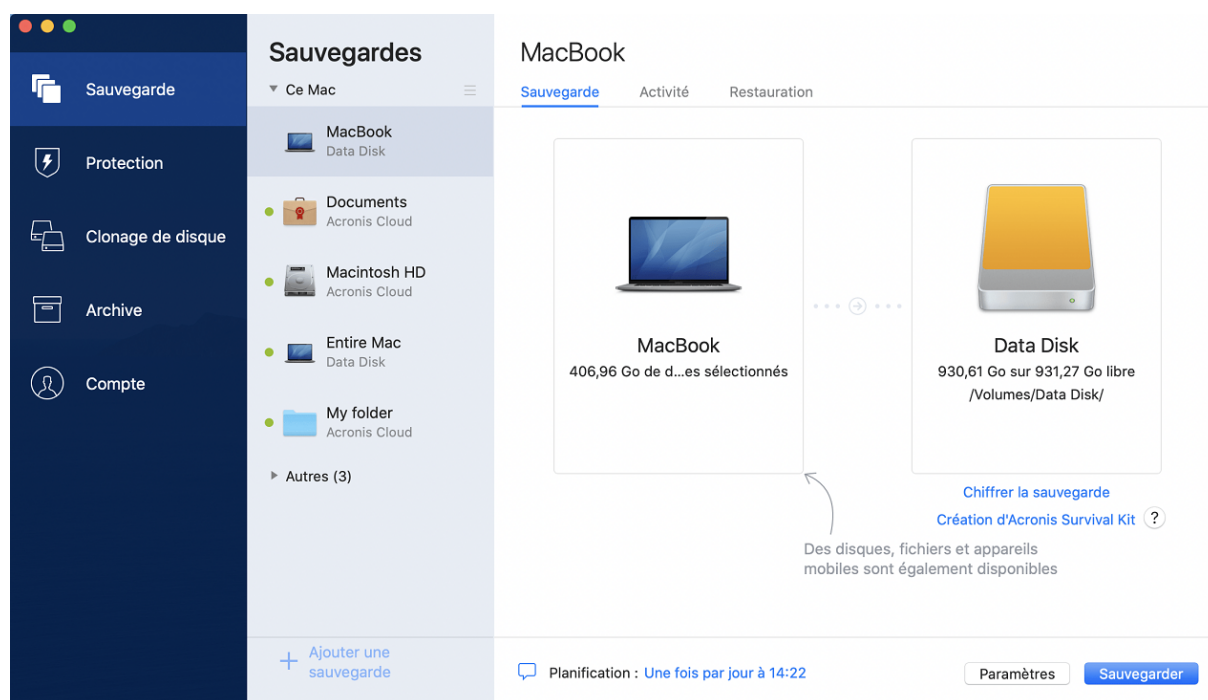 Sauvegarde
Protection
Clonage de disque
Archive
Compte
Sauvegardes
Ce Mac
MacBook
Data Disk
Documents
Acronis Cloud
Macintosh HD
Acronis Cloud
Entire Mac
Data Disk
My folder
Acronis Cloud
Autres (3)
Ajouter une
sauvegarde
MacBook
Sauvegarde Activité Restauration
MacBook
406,96 Go de d...es sélectionnés
Data Disk
930,61 Go sur 931,27 Go libre
/Volumes/Data Disk/
Chiffrer la sauvegarde
Création d'Acronis Survival Kit ?
Des disques, fichiers et appareils
mobiles sont également disponibles
Planification : Une fois par jour à 14:22
Paramètres
Sauvegarder